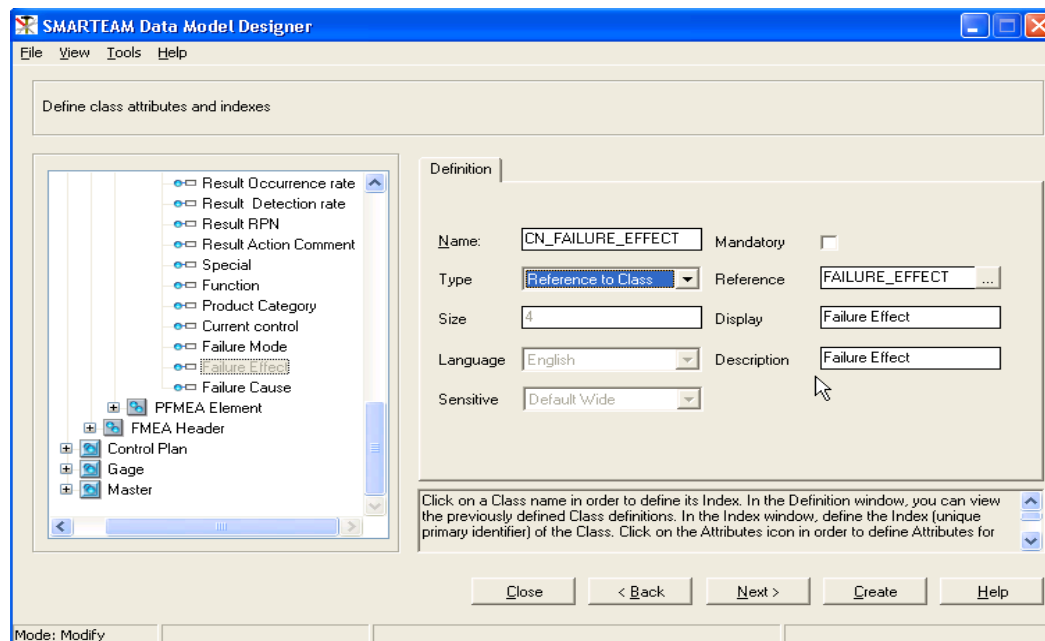 SMARTEAM Data Model Designer
File View Tools Help
Define class attributes and indexes
Result Occurrence rate
Result Detection rate
Result RPN
Result Action Comment
Special
Function
Product Category
Current control
Failure Mode
Failure Effect
Failure Cause
PFMEA Element
FMEA Header
Control Plan
Gage
Master
Definition
Name: CN_FAILURE_EFFECT Mandatory
Type Reference to Class Reference FAILURE_EFFECT ...
Size 4 Display Failure Effect
Language English Description Failure Effect
Sensitive Default Wide
Click on a Class name in order to define its Index. In the Definition window, you can view
the previously defined Class definitions. In the Index window, define the Index (unique
primary identifier) of the Class. Click on the Attributes icon in order to define Attributes for
Close < Back Next > Create Help
Mode: Modify